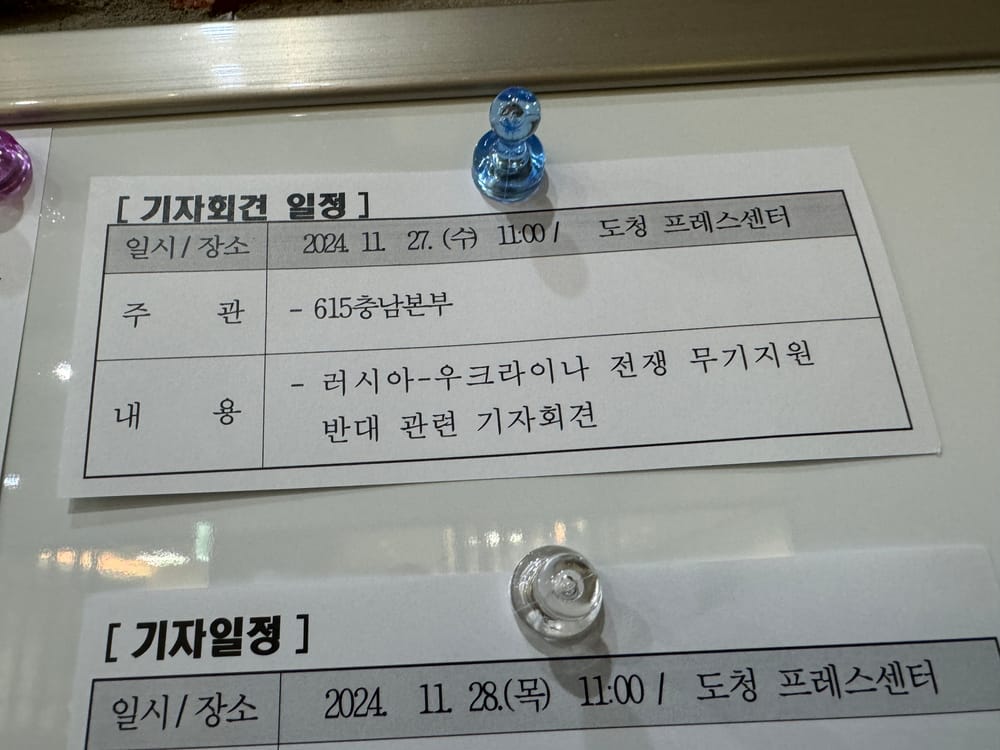 [ 기자회견 일정 ]
일시 / 장소 2024. 11. 27. (수) 11:00 / 도청 프레스센터
주 관 - 615충남본부
내 용 - 러시아-우크라이나 전쟁 무기지원
반대 관련 기자회견
[ 기자일정 ]
일시 / 장소 2024. 11. 28.(목) 11:00 / 도청 프레스센터